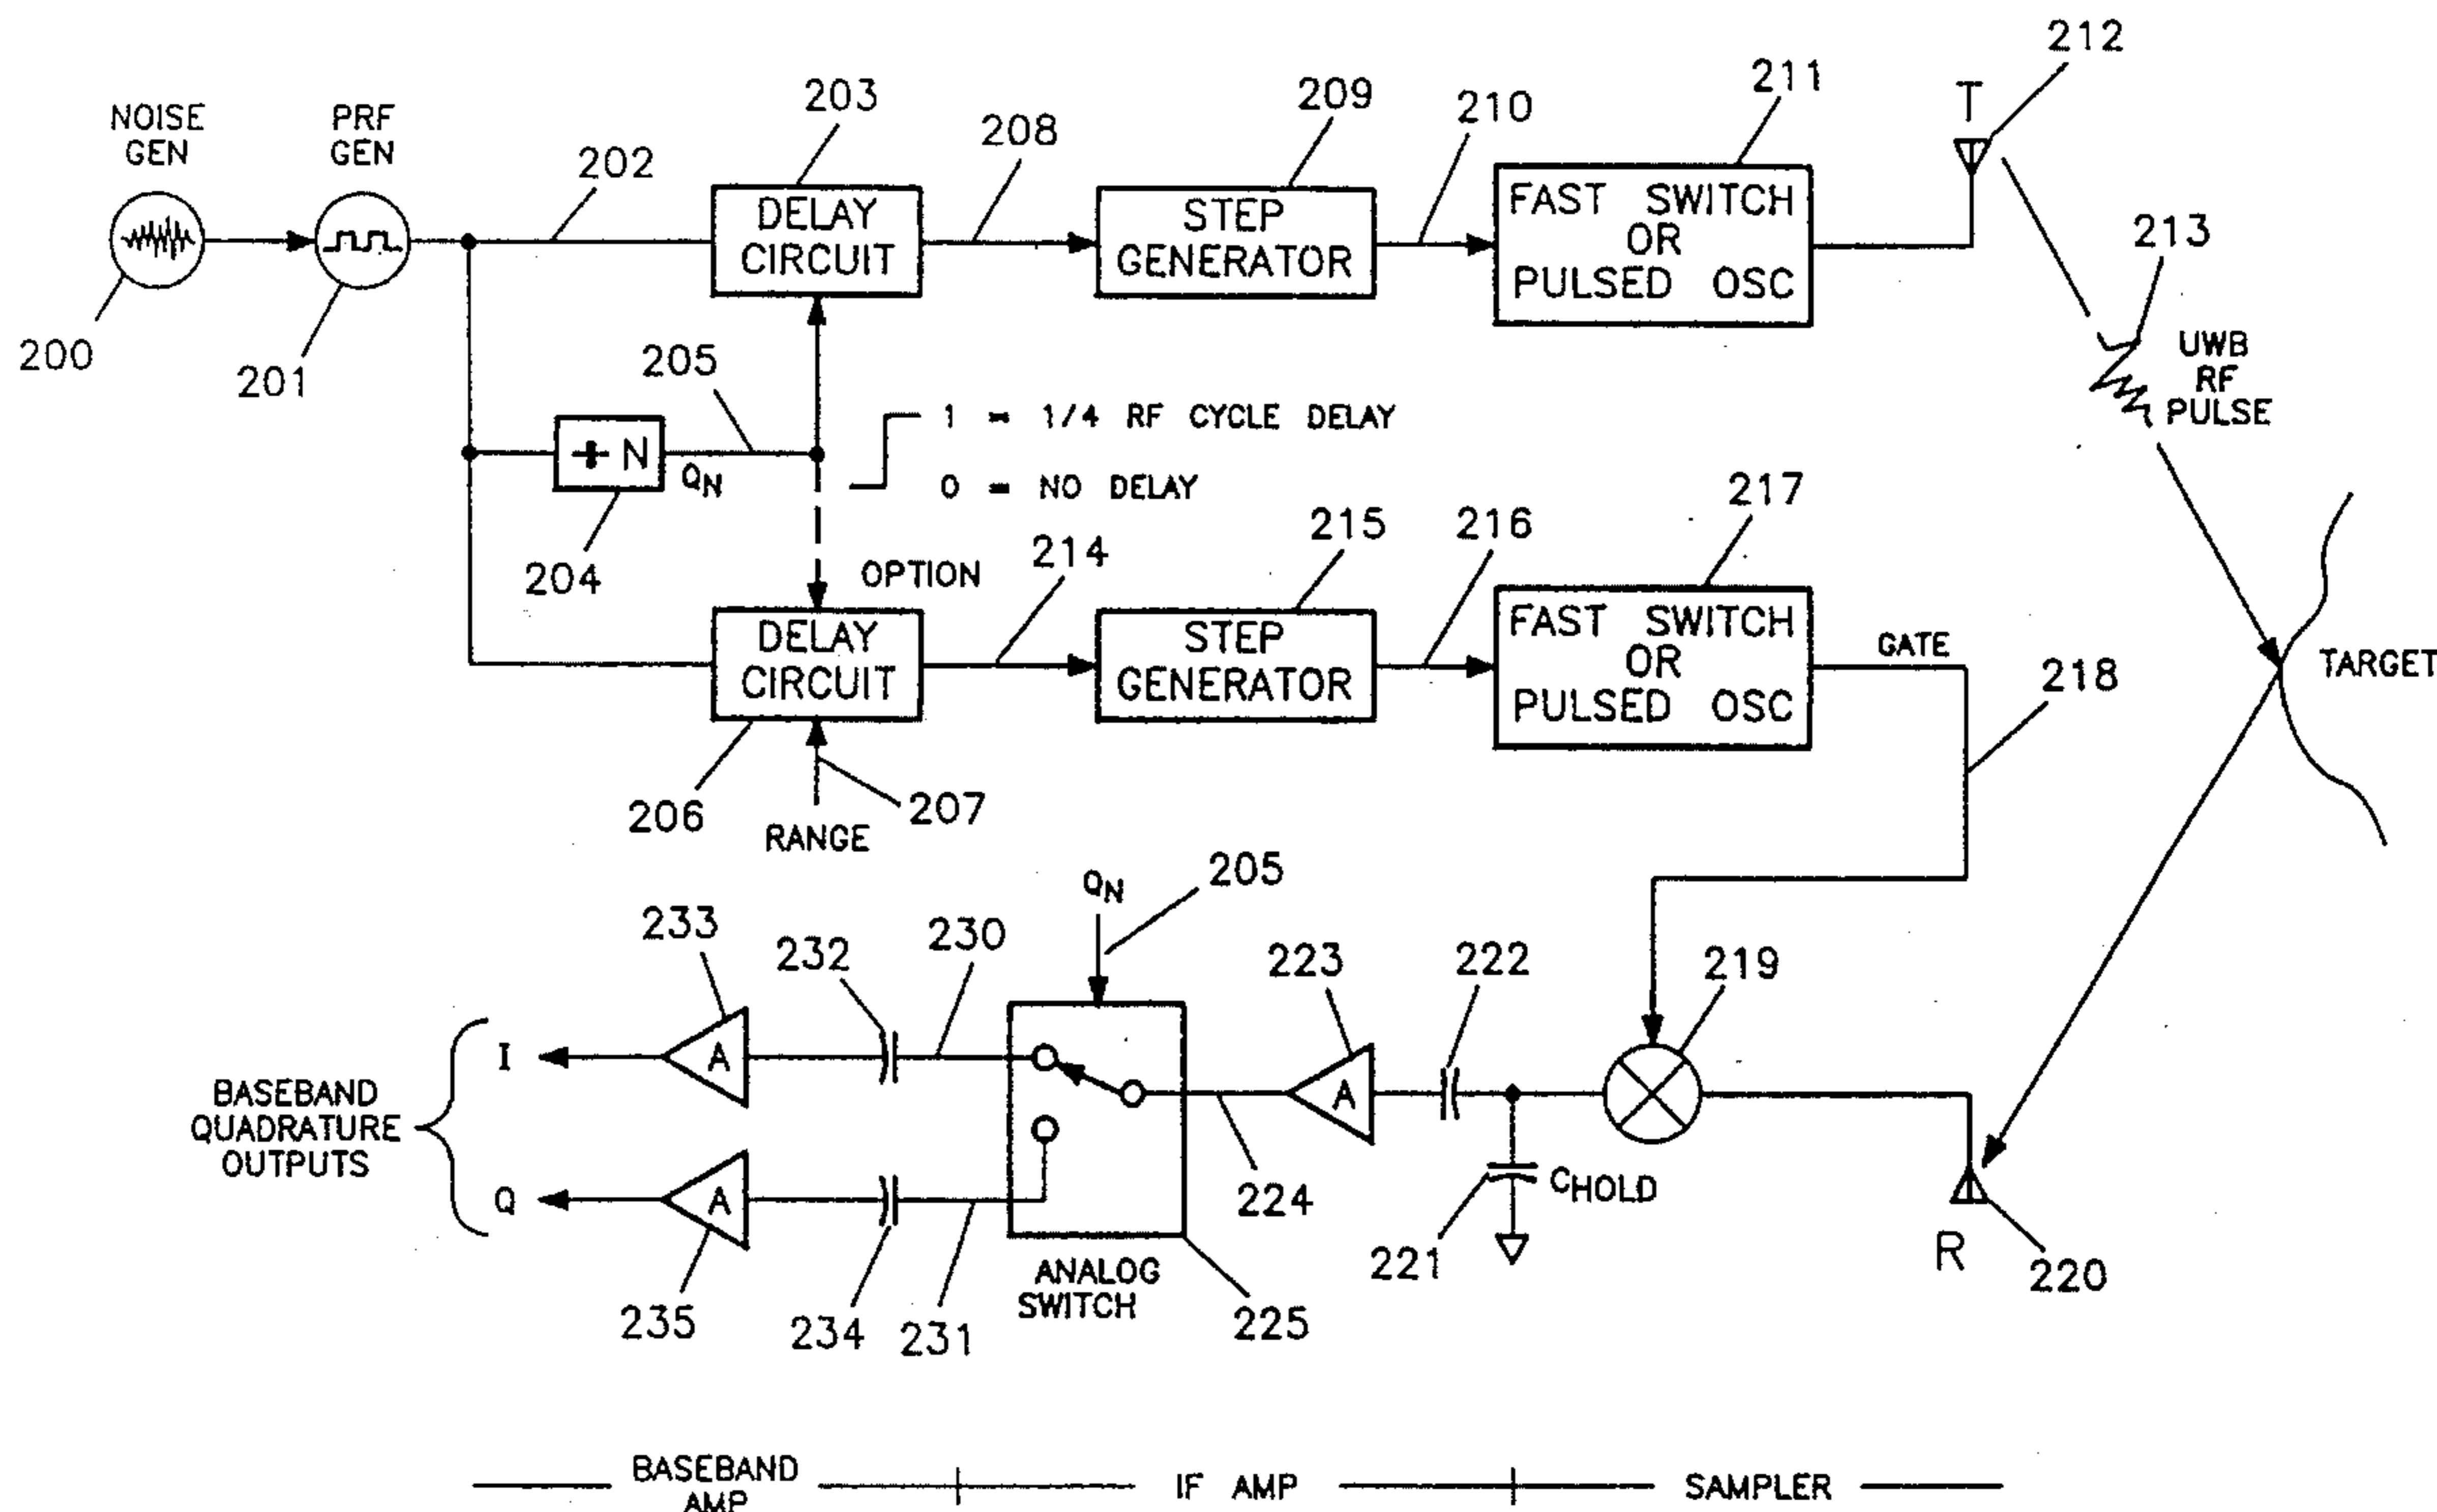 NOISE
GEN
PRF
GEN
200
201
202
203
DELAY
CIRCUIT
208
209
STEP
GENERATOR
210
211
FAST SWITCH
OR
PULSED OSC
T
212
213
UWB
RF
PULSE
204
÷ N
QN
205
1 = 1/4 RF CYCLE DELAY
0 = NO DELAY
OPTION
DELAY
CIRCUIT
206
207
RANGE
214
215
STEP
GENERATOR
216
217
FAST SWITCH
OR
PULSED OSC
GATE
218
TARGET
QN
205
233
232
230
223
222
219
BASEBAND
QUADRATURE
OUTPUTS
I
A
A
Q
A
235
234
231
ANALOG
SWITCH
225
224
221
CHOLD
R
220
BASEBAND
AMP
IF AMP
SAMPLER